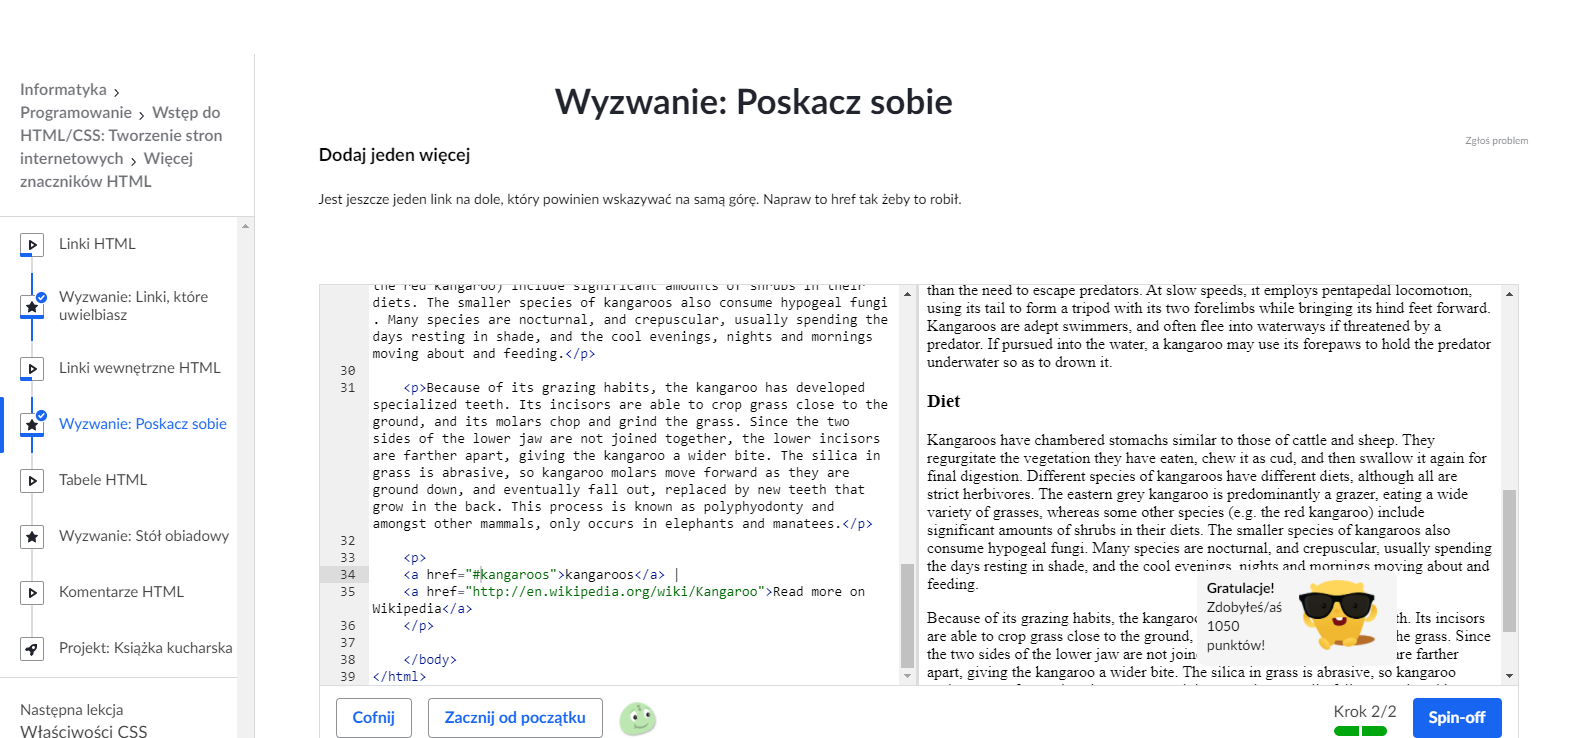 Informatyka >
Programowanie > Wstęp do
HTML/CSS: Tworzenie stron
internetowych > Więcej
znaczników HTML
Linki HTML
Wyzwanie: Linki, które
uwielbiasz
Linki wewnętrzne HTML
Wyzwanie: Poskacz sobie
Tabele HTML
Wyzwanie: Stół obiadowy
Komentarze HTML
Projekt: Książka kucharska
Następna lekcja
Właściwości CSS
Wyzwanie: Poskacz sobie
Zgłoś problem
Dodaj jeden więcej
Jest jeszcze jeden link na dole, który powinien wskazywać na samą górę. Napraw to href tak żeby to robił.
the red kangaroo) include significant amounts of shrubs in their
diets. The smaller species of kangaroos also consume hypogeal fungi
. Many species are nocturnal, and crepuscular, usually spending the
days resting in shade, and the cool evenings, nights and mornings
moving about and feeding.</p>
30
31 <p>Because of its grazing habits, the kangaroo has developed
specialized teeth. Its incisors are able to crop grass close to the
ground, and its molars chop and grind the grass. Since the two
sides of the lower jaw are not joined together, the lower incisors
are farther apart, giving the kangaroo a wider bite. The silica in
grass is abrasive, so kangaroo molars move forward as they are
ground down, and eventually fall out, replaced by new teeth that
grow in the back. This process is known as polyphyodonty and
amongst other mammals, only occurs in elephants and manatees.</p>
32
33 <p>
34 <a href="#kangaroos">kangaroos</a> |
35 <a href="http://en.wikipedia.org/wiki/Kangaroo">Read more on
Wikipedia</a>
36 </p>
37
38 </body>
39 </html>
than the need to escape predators. At slow speeds, it employs pentapedal locomotion,
using its tail to form a tripod with its two forelimbs while bringing its hind feet forward.
Kangaroos are adept swimmers, and often flee into waterways if threatened by a
predator. If pursued into the water, a kangaroo may use its forepaws to hold the predator
underwater so as to drown it.
Diet
Kangaroos have chambered stomachs similar to those of cattle and sheep. They
regurgitate the vegetation they have eaten, chew it as cud, and then swallow it again for
final digestion. Different species of kangaroos have different diets, although all are
strict herbivores. The eastern grey kangaroo is predominantly a grazer, eating a wide
variety of grasses, whereas some other species (e.g. the red kangaroo) include
significant amounts of shrubs in their diets. The smaller species of kangaroos also
consume hypogeal fungi. Many species are nocturnal, and crepuscular, usually spending
the days resting in shade, and the cool evenings, nights and mornings moving about and
feeding.
Because of its grazing habits, the kangaroo th. Its incisors
are able to crop grass close to the ground, he grass. Since
the two sides of the lower jaw are not join are farther
apart, giving the kangaroo a wider bite. The silica in grass is abrasive, so kangaroo
Gratulacje!
Zdobyłeś/aś
1050
punktów!
Cofnij
Zacznij od początku
Krok 2/2
Spin-off